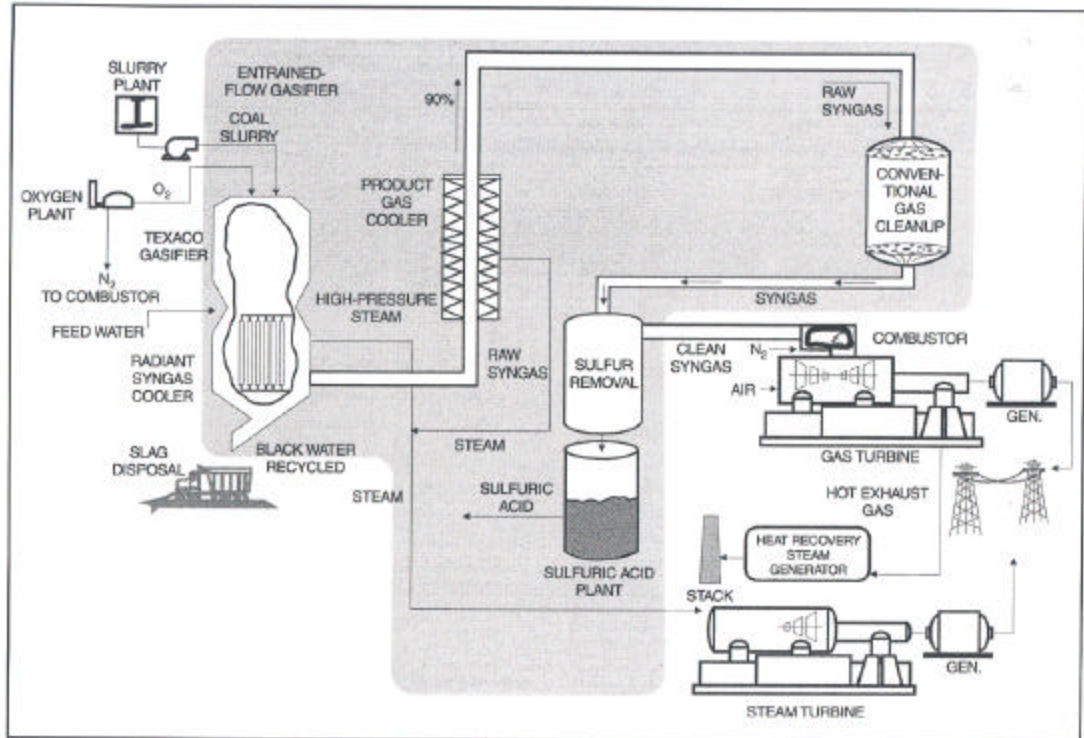 SLURRY
PLANT
ENTRAINED-
FLOW GASIFIER
90%
RAW
SYNGAS
COAL
SLURRY
O2
OXYGEN
PLANT
PRODUCT
GAS
COOLER
CONVEN-
TIONAL
GAS
CLEANUP
TEXACO
GASIFIER
N2
TO COMBUSTOR
HIGH-PRESSURE
STEAM
SYNGAS
FEED WATER
COMBUSTOR
N2
CLEAN
SYNGAS
SULFUR
REMOVAL
RAW
SYNGAS
RADIANT
SYNGAS
COOLER
AIR
GEN.
STEAM
GAS TURBINE
BLACK WATER
RECYCLED
SLAG
DISPOSAL
STEAM
SULFURIC
ACID
HOT EXHAUST
GAS
HEAT RECOVERY
STEAM
GENERATOR
SULFURIC ACID
PLANT
STACK
GEN.
STEAM TURBINE